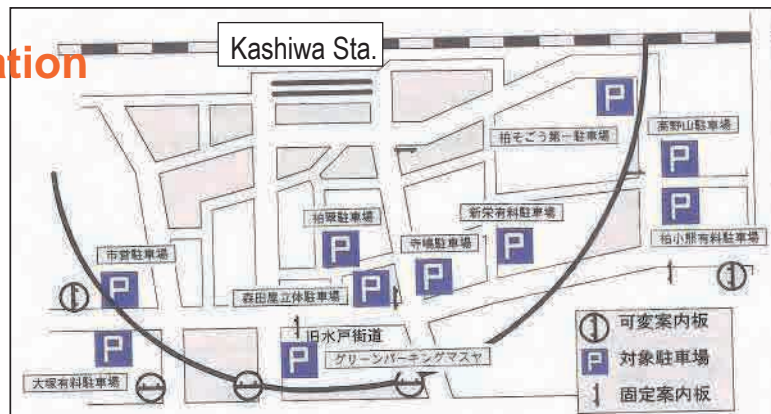 ation
Kashiwa Sta.
柏そごう第一駐車場
高野山駐車場
柏塚駐車場
新栄有料駐車場
寺嶋駐車場
柏小熊有料駐車場
市営駐車場
森田屋立体駐車場
旧水戸街道
グリーンパーキングマスヤ
大塚有料駐車場
可変案内板
P 対象駐車場
固定案内板
P
P
P
P
P
P
P
P
P
P